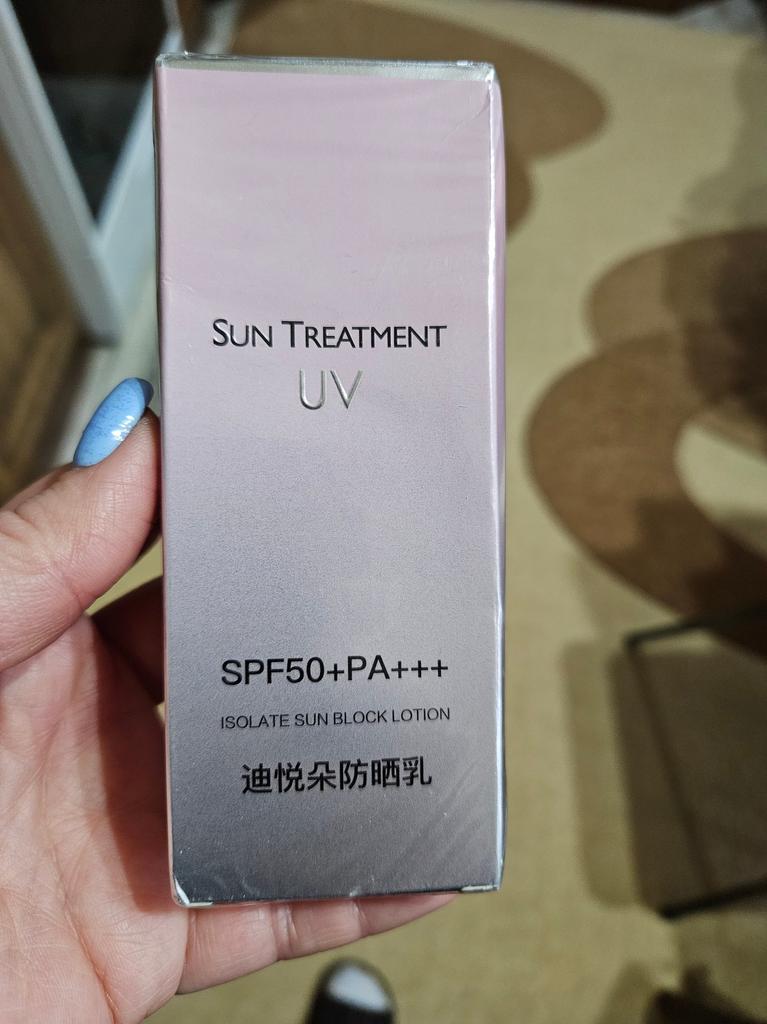 SUN TREATMENT
UV
SPF50+PA+++
ISOLATE SUN BLOCK LOTION
迪悦朵防晒乳